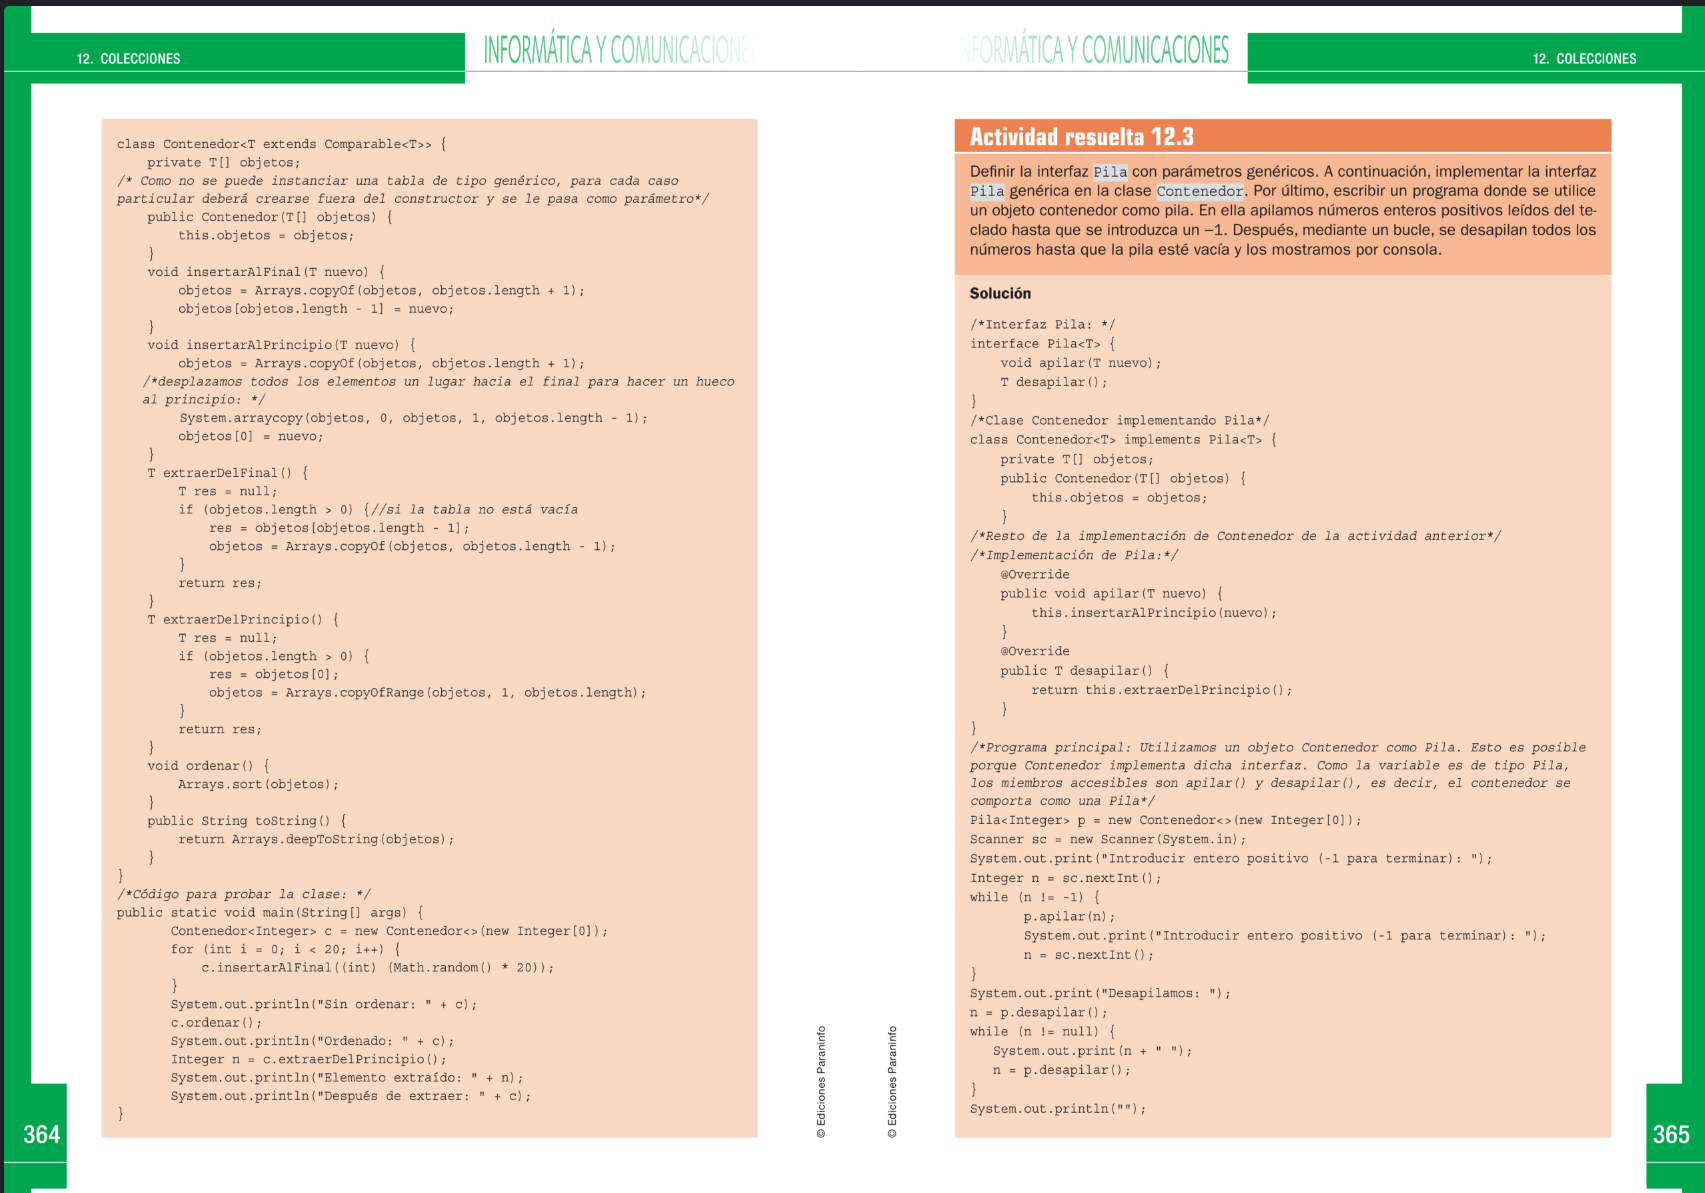 12. COLECCIONES
INFORMÁTICA Y COMUNICACIONES
class Contenedor<T extends Comparable<T>> {
private T[] objetos;
/* Como no se puede instanciar una tabla de tipo genérico, para cada caso
particular deberá crearse fuera del constructor y se le pasa como parámetro*/
public Contenedor(T[] objetos) {
this.objetos = objetos;
}
void insertarAlFinal(T nuevo) {
objetos = Arrays.copyOf(objetos, objetos.length + 1);
objetos[objetos.length - 1] = nuevo;
}
void insertarAlPrincipio(T nuevo) {
objetos = Arrays.copyOf(objetos, objetos.length + 1);
/*desplazamos todos los elementos un lugar hacia el final para hacer un hueco
al principio: */
System.arraycopy(objetos, 0, objetos, 1, objetos.length - 1);
objetos[0] = nuevo;
}
T extraerDelFinal() {
T res = null;
if (objetos.length > 0) {//si la tabla no está vacía
res = objetos[objetos.length - 1];
objetos = Arrays.copyOf(objetos, objetos.length - 1);
}
return res;
}
T extraerDelPrincipio() {
T res = null;
if (objetos.length > 0) {
res = objetos[0];
objetos = Arrays.copyOfRange(objetos, 1, objetos.length);
}
return res;
}
void ordenar() {
Arrays.sort(objetos);
}
public String toString() {
return Arrays.deepToString(objetos);
}
}
/*Código para probar la clase: */
public static void main(String[] args) {
Contenedor<Integer> c = new Contenedor<>(new Integer[0]);
for (int i = 0; i < 20; i++) {
c.insertarAlFinal((int) (Math.random() * 20));
}
System.out.println("Sin ordenar: " + c);
c.ordenar();
System.out.println("Ordenado: " + c);
Integer n = c.extraerDelPrincipio();
System.out.println("Elemento extraído: " + n);
System.out.println("Después de extraer: " + c);
}
364
© Ediciones Paraninfo
INFORMÁTICA Y COMUNICACIONES
12. COLECCIONES
Actividad resuelta 12.3
Definir la interfaz Pila con parámetros genéricos. A continuación, implementar la interfaz
Pila genérica en la clase Contenedor. Por último, escribir un programa donde se utilice
un objeto contenedor como pila. En ella apilamos números enteros positivos leídos del te-
clado hasta que se introduzca un –1. Después, mediante un bucle, se desapilan todos los
números hasta que la pila esté vacía y los mostramos por consola.
Solución
/*Interfaz Pila: */
interface Pila<T> {
void apilar(T nuevo);
T desapilar();
}
/*Clase Contenedor implementando Pila*/
class Contenedor<T> implements Pila<T> {
private T[] objetos;
public Contenedor(T[] objetos) {
this.objetos = objetos;
}
/*Resto de la implementación de Contenedor de la actividad anterior*/
/*Implementación de Pila:*/
@Override
public void apilar(T nuevo) {
this.insertarAlPrincipio(nuevo);
}
@Override
public T desapilar() {
return this.extraerDelPrincipio();
}
}
/*Programa principal: Utilizamos un objeto Contenedor como Pila. Esto es posible
porque Contenedor implementa dicha interfaz. Como la variable es de tipo Pila,
los miembros accesibles son apilar() y desapilar(), es decir, el contenedor se
comporta como una Pila*/
Pila<Integer> p = new Contenedor<>(new Integer[0]);
Scanner sc = new Scanner(System.in);
System.out.print("Introducir entero positivo (-1 para terminar): ");
Integer n = sc.nextInt();
while (n != -1) {
p.apilar(n);
System.out.print("Introducir entero positivo (-1 para terminar): ");
n = sc.nextInt();
}
System.out.print("Desapilamos: ");
n = p.desapilar();
while (n != null) {
System.out.print(n + " ");
n = p.desapilar();
}
System.out.println("");
© Ediciones Paraninfo
365